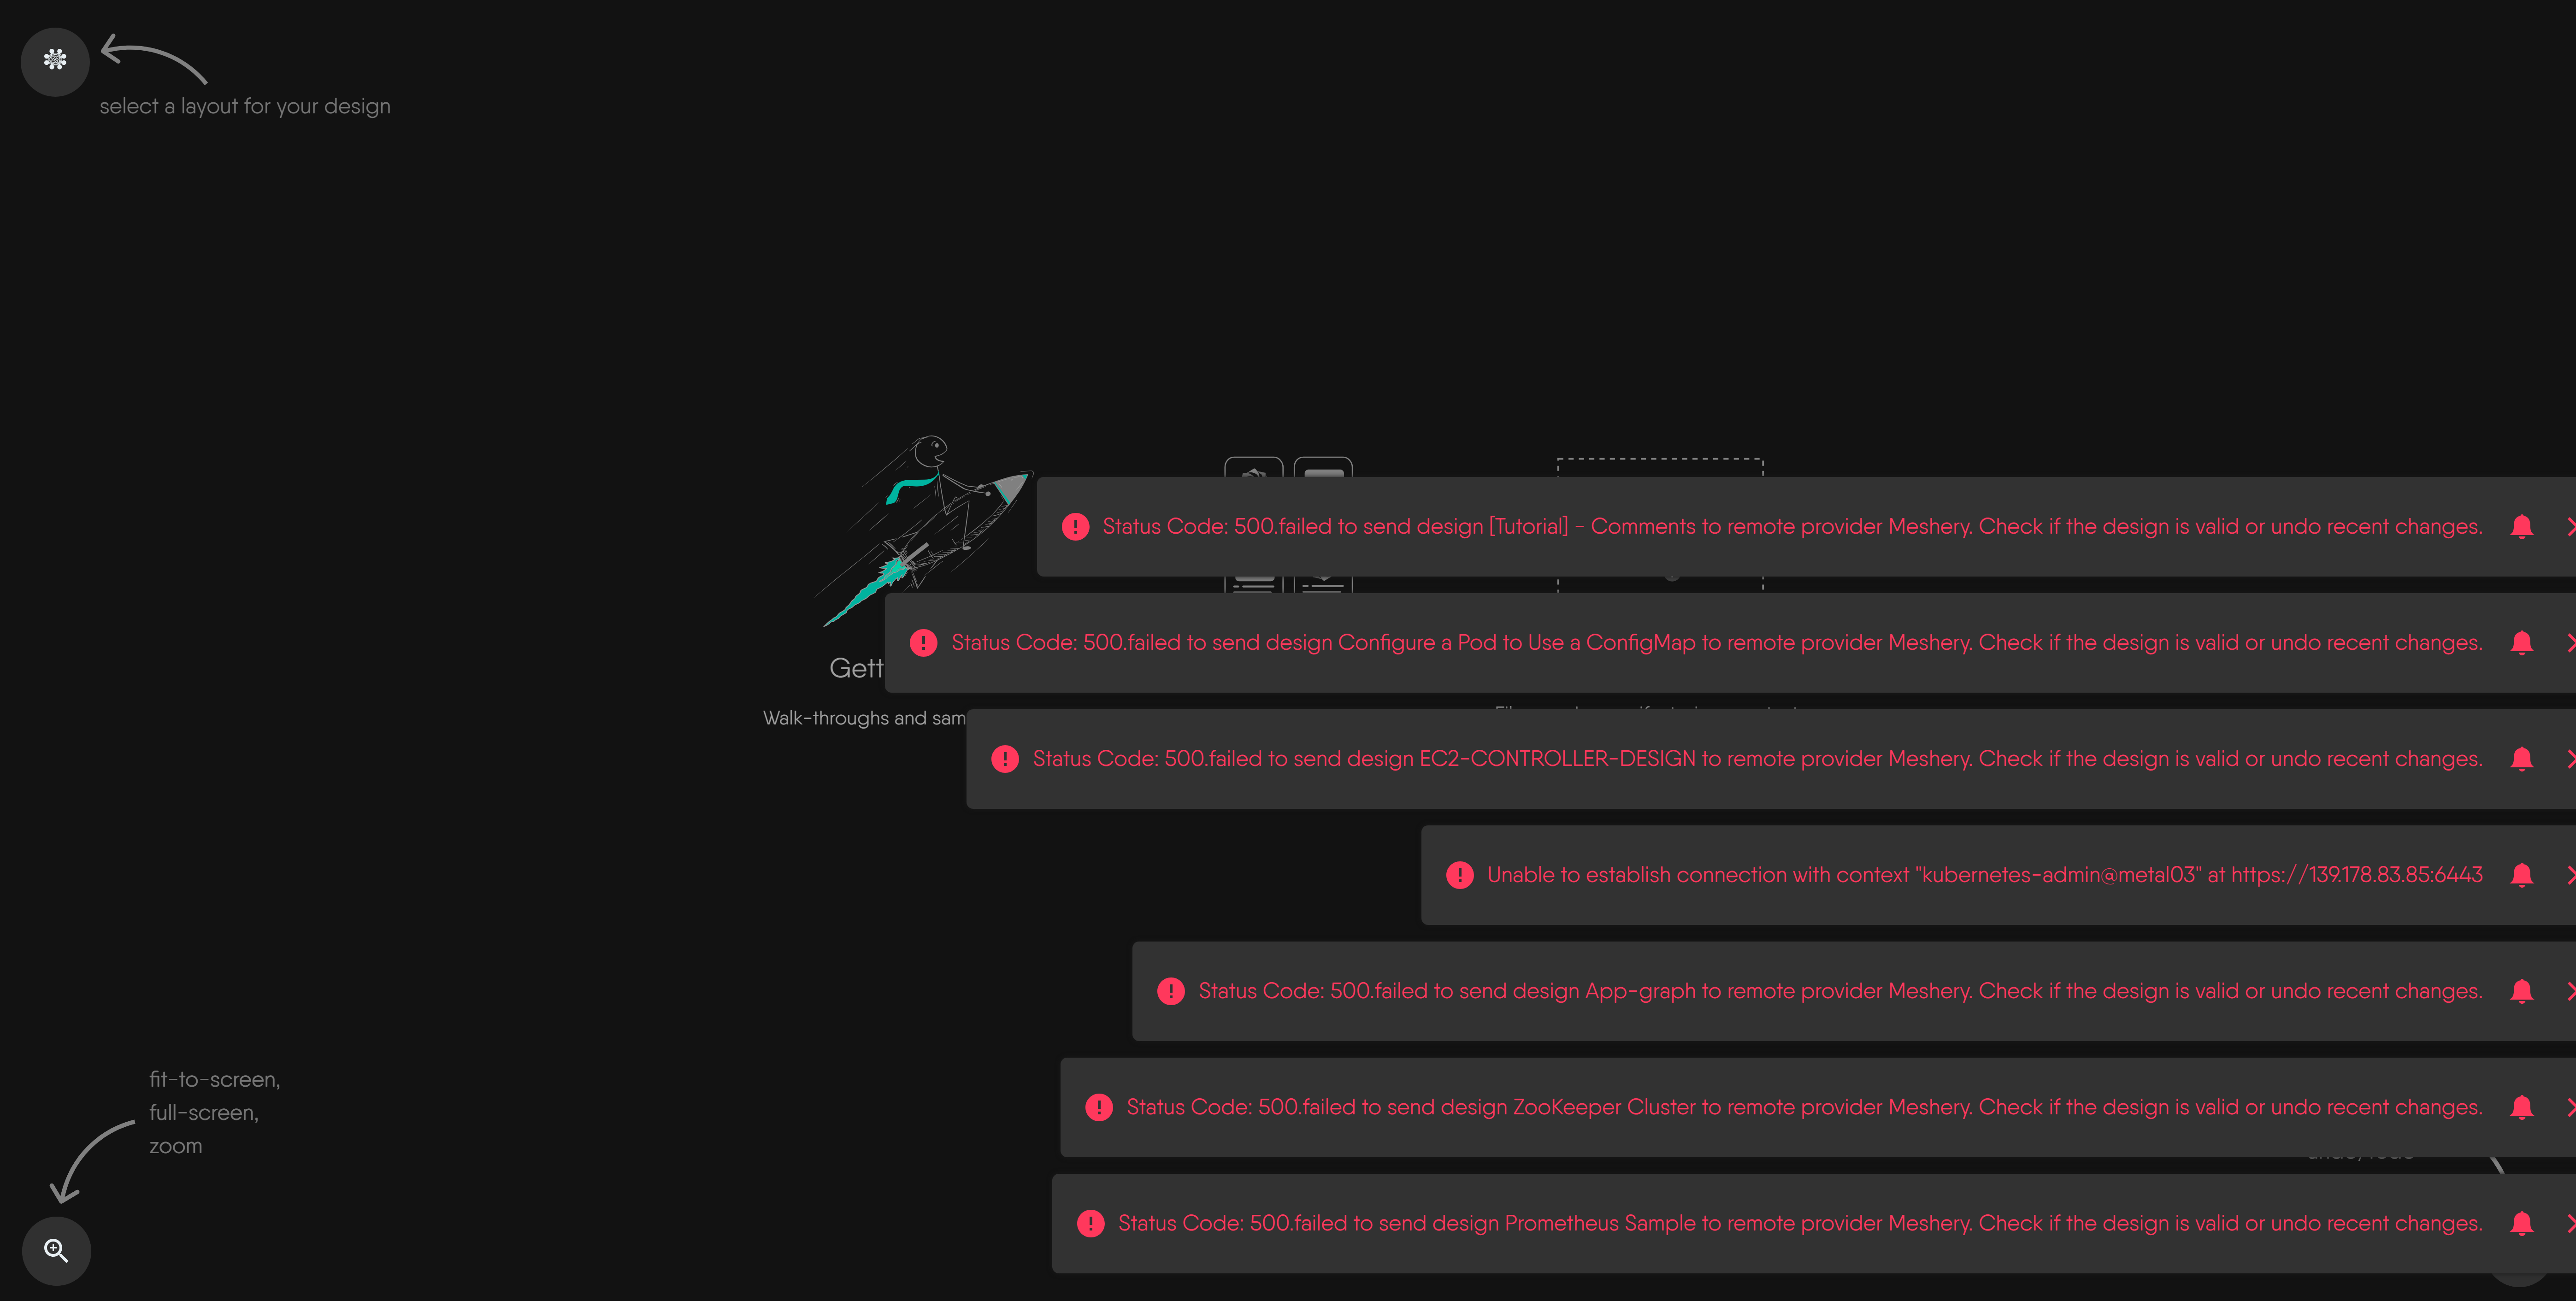 select a layout for your design
Status Code: 500.failed to send design [Tutorial] - Comments to remote provider Meshery. Check if the design is valid or undo recent changes.
Status Code: 500.failed to send design Configure a Pod to Use a ConfigMap to remote provider Meshery. Check if the design is valid or undo recent changes.
Gett
Walk-throughs and sam
Status Code: 500.failed to send design EC2-CONTROLLER-DESIGN to remote provider Meshery. Check if the design is valid or undo recent changes.
Unable to establish connection with context "kubernetes-admin@metal03" at https://139.178.83.85:6443
Status Code: 500.failed to send design App-graph to remote provider Meshery. Check if the design is valid or undo recent changes.
fit-to-screen,
full-screen,
zoom
Status Code: 500.failed to send design ZooKeeper Cluster to remote provider Meshery. Check if the design is valid or undo recent changes.
Status Code: 500.failed to send design Prometheus Sample to remote provider Meshery. Check if the design is valid or undo recent changes.